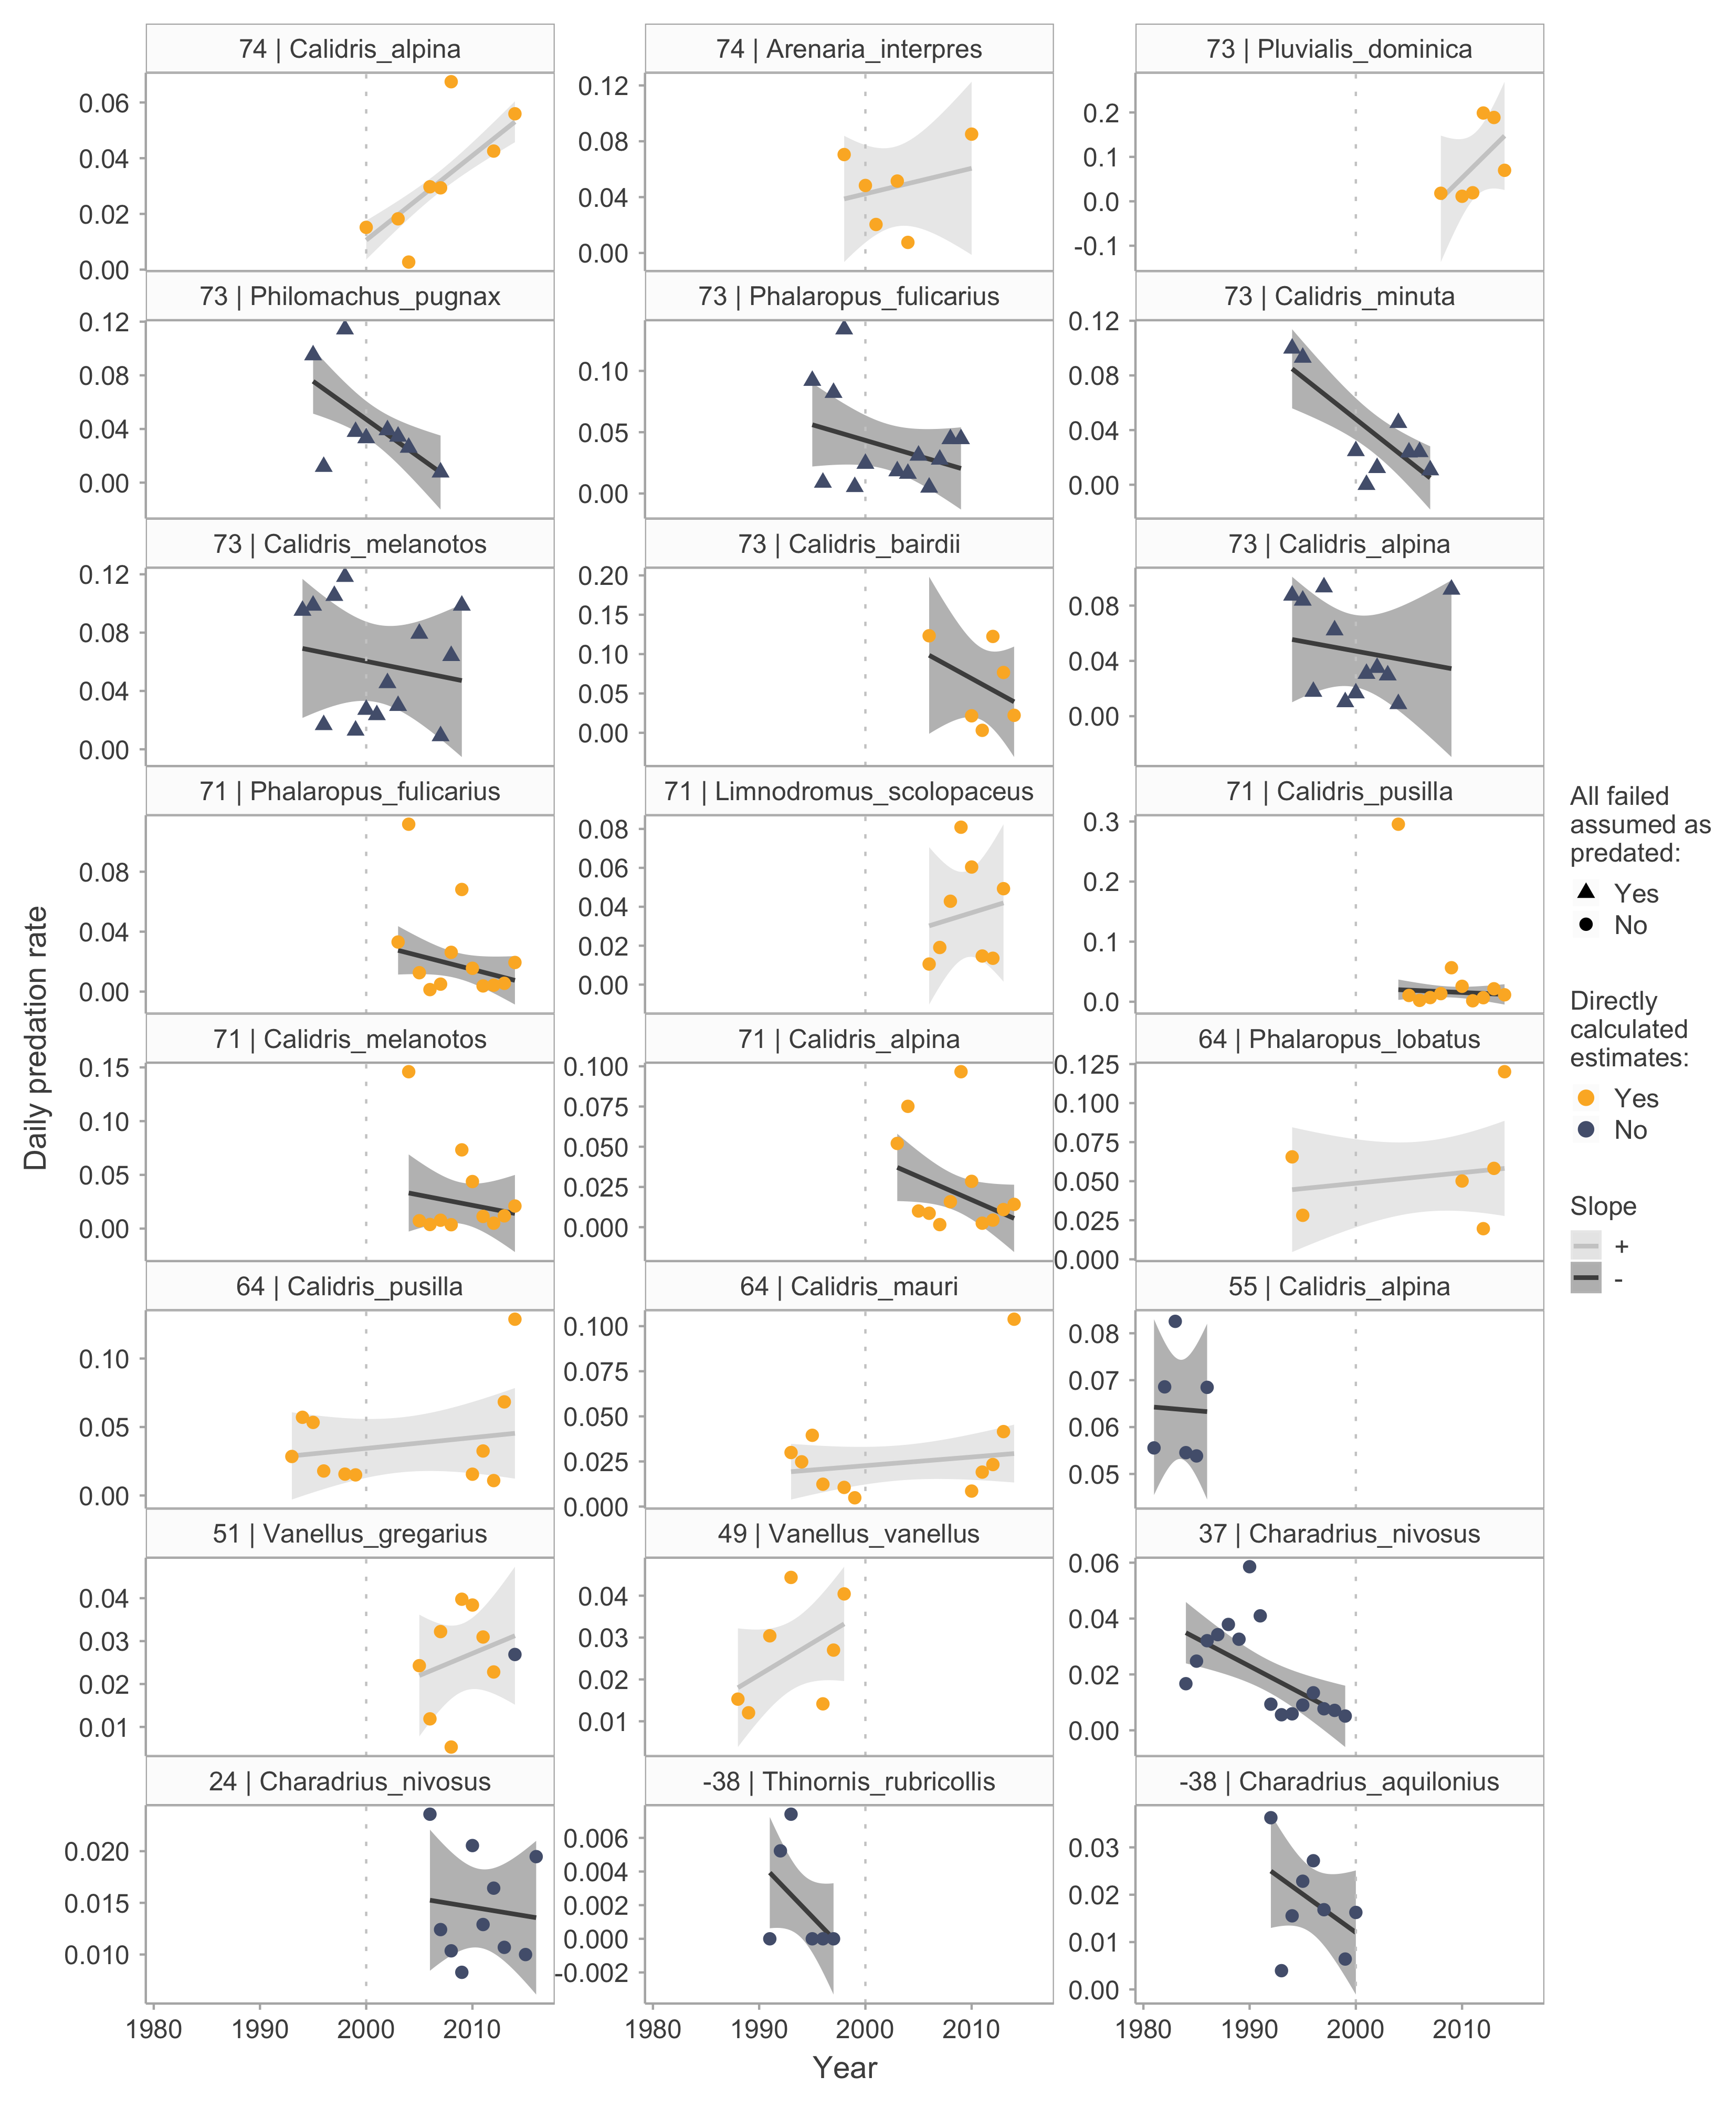 74 | Calidris_alpina
74 | Arenaria_interpres
73 | Pluvialis_dominica
0.06
0.04
0.02
0.00
0.12
0.08
0.04
0.00
0.2
0.1
0.0
-0.1
73 | Philomachus_pugnax
73 | Phalaropus_fulicarius
73 | Calidris_minuta
0.12
0.08
0.04
0.00
0.10
0.05
0.00
0.12
0.08
0.04
0.00
73 | Calidris_melanotos
73 | Calidris_bairdii
73 | Calidris_alpina
0.12
0.08
0.04
0.00
0.20
0.15
0.10
0.05
0.00
0.08
0.04
0.00
71 | Phalaropus_fulicarius
71 | Limnodromus_scolopaceus
71 | Calidris_pusilla
0.08
0.04
0.00
0.08
0.06
0.04
0.02
0.00
0.3
0.2
0.1
0.0
71 | Calidris_melanotos
71 | Calidris_alpina
64 | Phalaropus_lobatus
0.15
0.10
0.05
0.00
0.100
0.075
0.050
0.025
0.000
0.125
0.100
0.075
0.050
0.025
0.000
64 | Calidris_pusilla
64 | Calidris_mauri
55 | Calidris_alpina
0.10
0.05
0.00
0.100
0.075
0.050
0.025
0.000
0.08
0.07
0.06
0.05
51 | Vanellus_gregarius
49 | Vanellus_vanellus
37 | Charadrius_nivosus
0.04
0.03
0.02
0.01
0.04
0.03
0.02
0.01
0.06
0.04
0.02
0.00
24 | Charadrius_nivosus
-38 | Thinornis_rubricollis
-38 | Charadrius_aquilonius
0.020
0.015
0.010
0.006
0.004
0.002
0.000
-0.002
0.03
0.02
0.01
0.00
1980 1990 2000 2010
1980 1990 2000 2010
1980 1990 2000 2010
Year
Daily predation rate
All failed
assumed as
predated:
Yes
No
Directly
calculated
estimates:
Yes
No
Slope
+
-